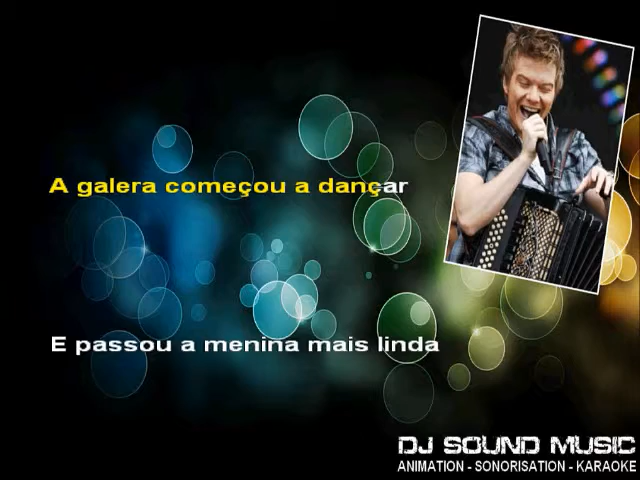 A galera começou a dançar
E passou a menina mais linda
DJ SOUND MUSIC
ANIMATION - SONORISATION - KARAOKE